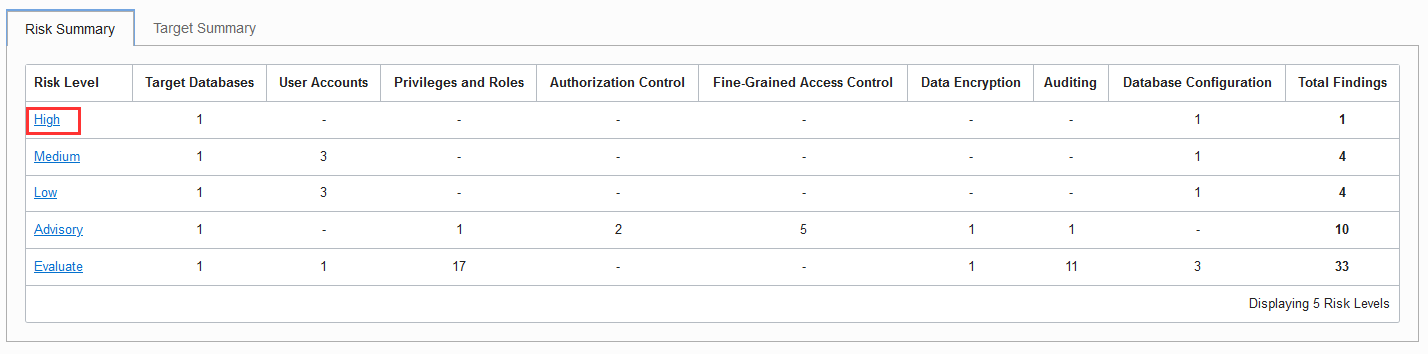 Risk Summary Target Summary
Risk Level Target Databases User Accounts Privileges and Roles Authorization Control Fine-Grained Access Control Data Encryption Auditing Database Configuration Total Findings
High 1 - - - - - - 1 1
Medium 1 3 - - - - - 1 4
Low 1 3 - - - - - 1 4
Advisory 1 - 1 2 5 1 1 - 10
Evaluate 1 1 17 - - 1 11 3 33
Displaying 5 Risk Levels